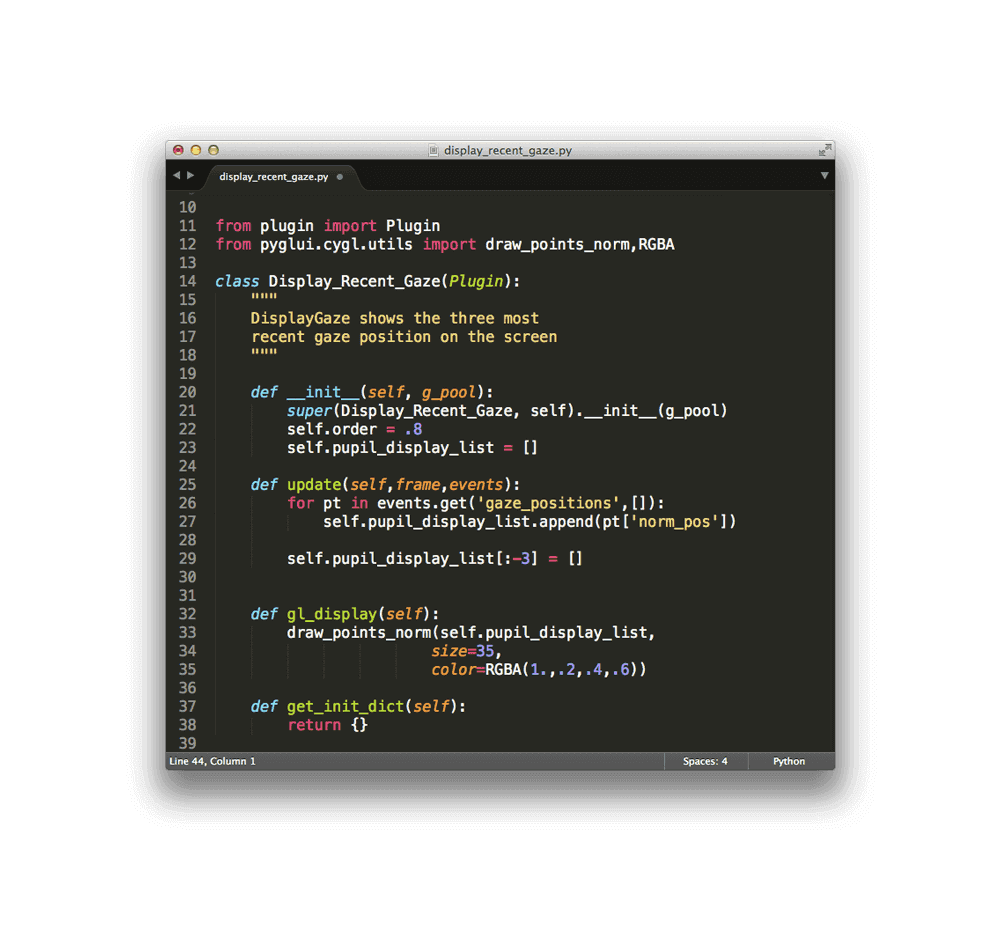 display_recent_gaze.py
display_recent_gaze.py
10
11 from plugin import Plugin
12 from pyglui.cygl.utils import draw_points_norm,RGBA
13
14 class Display_Recent_Gaze(Plugin):
15     """
16     DisplayGaze shows the three most
17     recent gaze position on the screen
18     """
19
20     def __init__(self, g_pool):
21         super(Display_Recent_Gaze, self).__init__(g_pool)
22         self.order = .8
23         self.pupil_display_list = []
24
25     def update(self,frame,events):
26         for pt in events.get('gaze_positions',[]):
27             self.pupil_display_list.append(pt['norm_pos'])
28
29         self.pupil_display_list[:-3] = []
30
31
32     def gl_display(self):
33         draw_points_norm(self.pupil_display_list,
34                         size=35,
35                         color=RGBA(1.,.2,.4,.6))
36
37     def get_init_dict(self):
38         return {}
39
Line 44, Column 1 Spaces: 4 Python